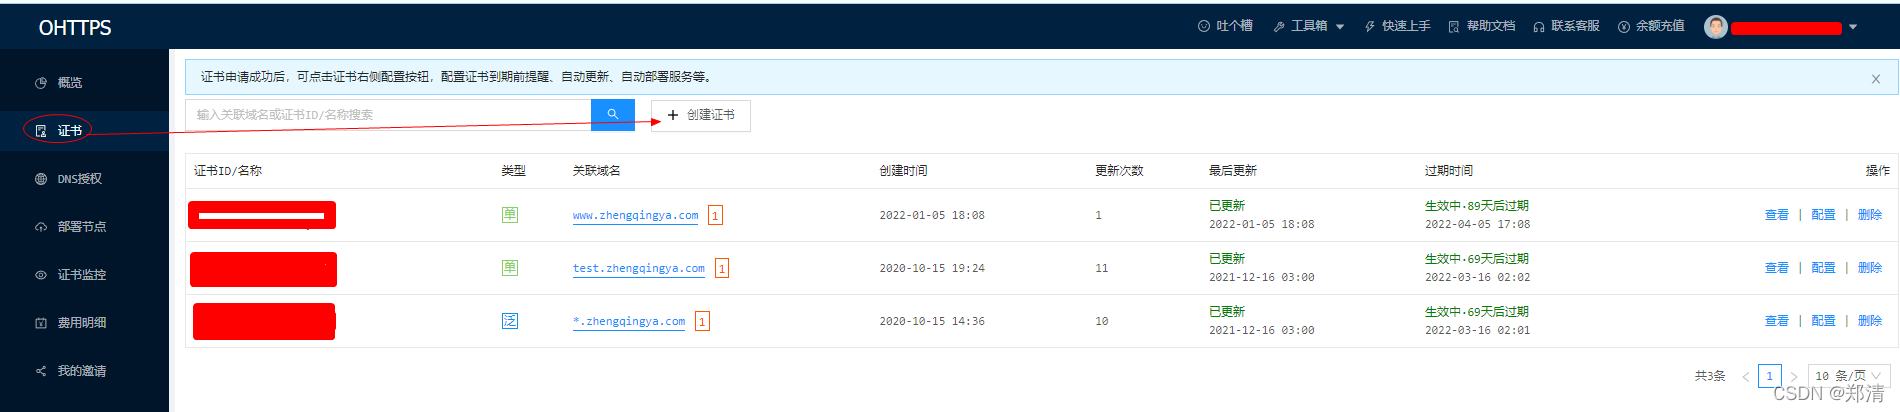 OHTTPS
吐个槽 工具箱 快速上手 帮助文档 联系客服 余额充值
概览
证书
DNS授权
部署节点
证书监控
费用明细
我的邀请
证书申请成功后，可点击证书右侧配置按钮，配置证书到期前提醒、自动更新、自动部署服务等。
输入关联域名或证书ID/名称搜索
创建证书
证书ID/名称 类型 关联域名 创建时间 更新次数 最后更新 过期时间 操作
单 www.zhengqingya.com 1 2022-01-05 18:08 1 已更新 2022-01-05 18:08 生效中·89天后过期 2022-04-05 17:08 查看 | 配置 | 删除
单 test.zhengqingya.com 1 2020-10-15 19:24 11 已更新 2021-12-16 03:00 生效中·69天后过期 2022-03-16 02:02 查看 | 配置 | 删除
泛 *.zhengqingya.com 1 2020-10-15 14:36 10 已更新 2021-12-16 03:00 生效中·69天后过期 2022-03-16 02:01 查看 | 配置 | 删除
共3条 < 1 > 10 条/页
CSDN @郑清